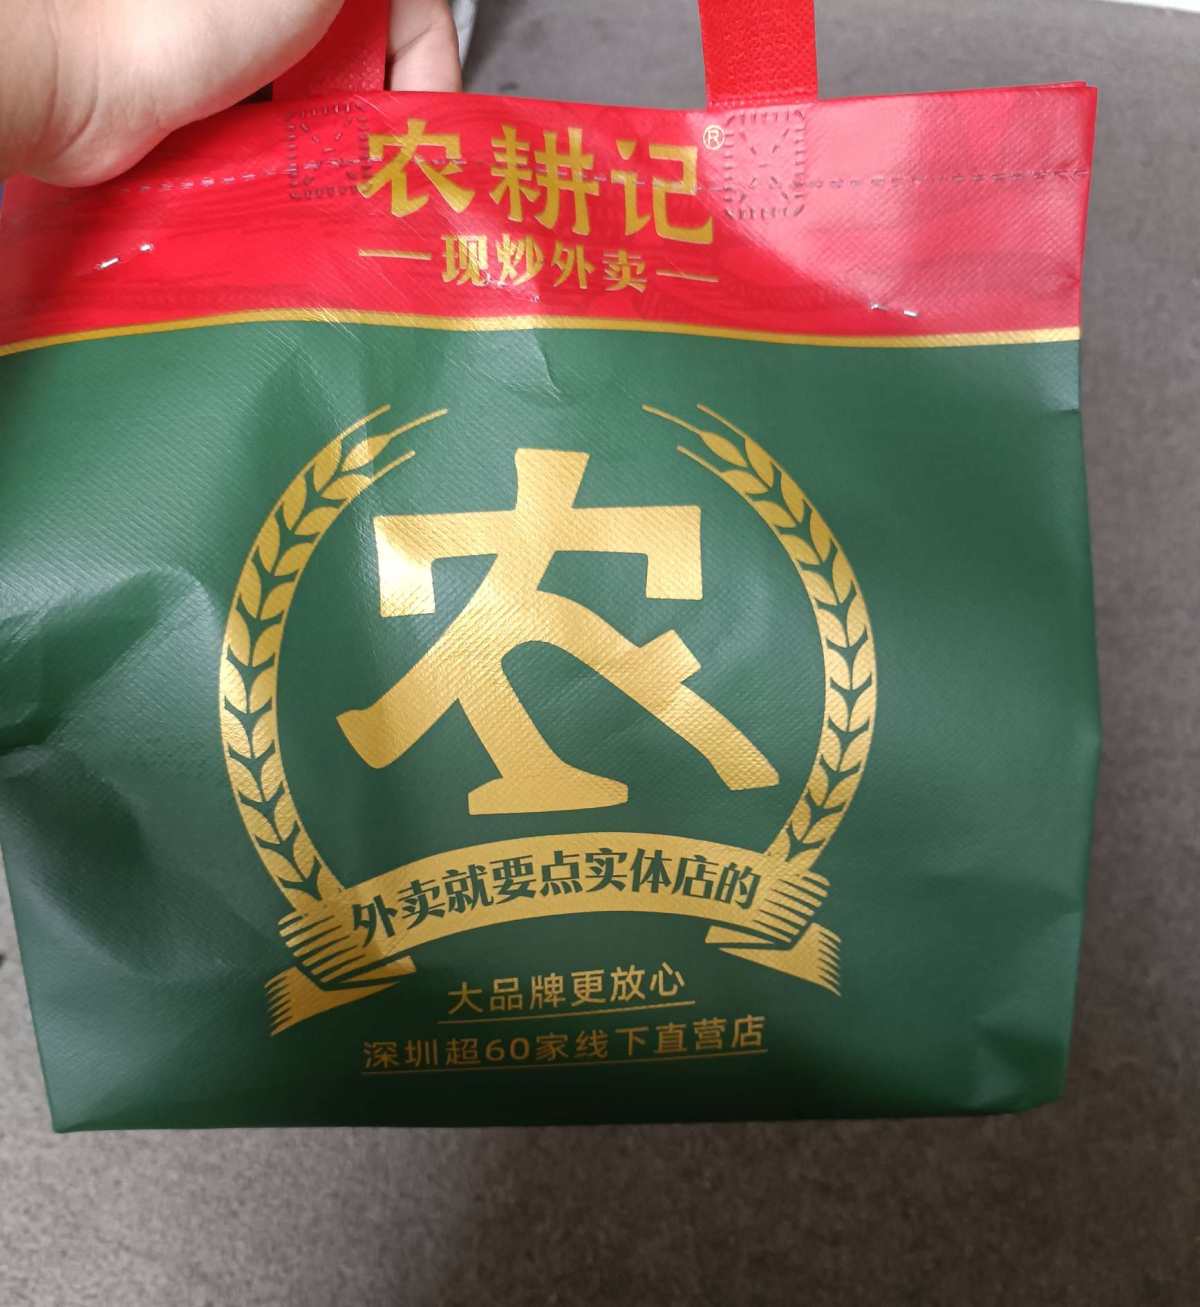 农耕记®
现炒外卖
农
外卖就要点实体店的
大品牌更放心
深圳超60家线下直营店